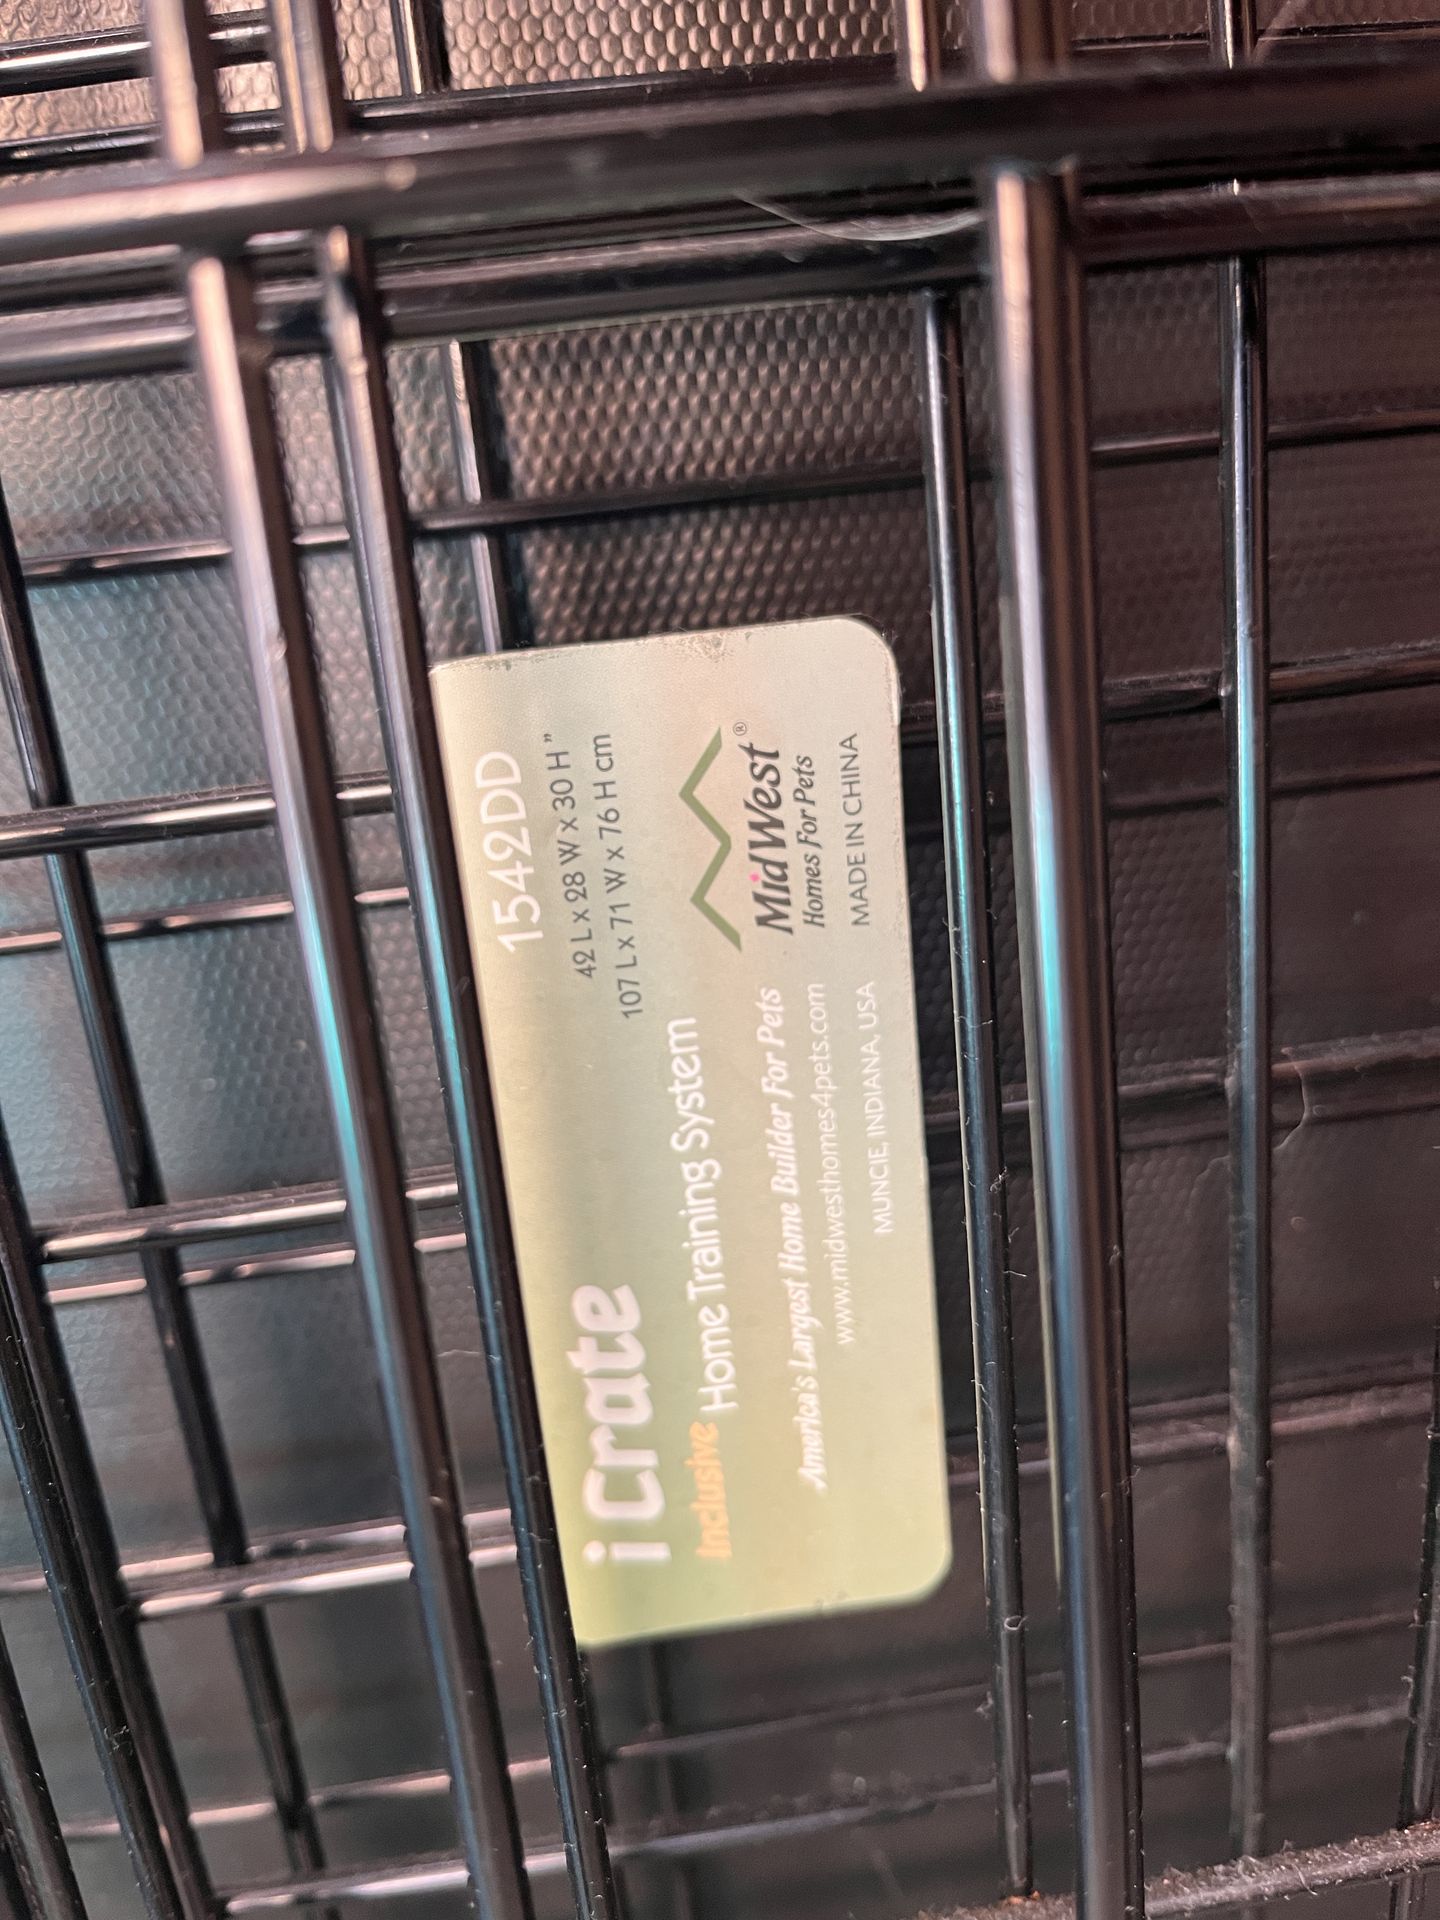 1542DD
42 L x 28 W x 30 H "
107 L x 71 W x 76 H cm
i Crate
Inclusive Home Training System
MidWest®
Homes For Pets
America's Largest Home Builder For Pets
www.midwesthomes4pets.com
MUNCIE, INDIANA, USA
MADE IN CHINA